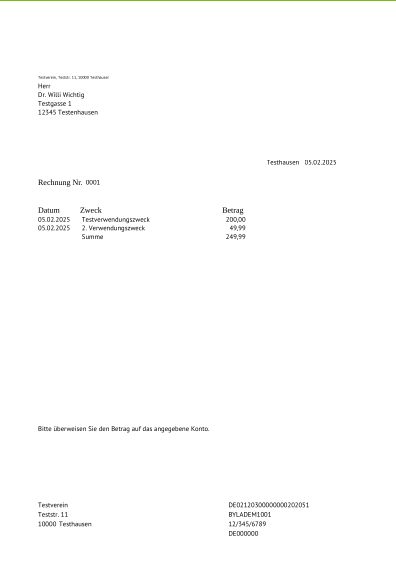 Testverein, Teststr. 11, 10000 Testhausen
Herr
Dr. Willi Wichtig
Testgasse 1
12345 Testenhausen
Testhausen 05.02.2025
Rechnung Nr. 0001
Datum Zweck Betrag
05.02.2025 Testverwendungszweck 200,00
05.02.2025 2. Verwendungszweck 49,99
Summe 249,99
Bitte überweisen Sie den Betrag auf das angegebene Konto.
Testverein DE02120300000000202051
Teststr. 11 BYLADEM1001
10000 Testhausen 12/345/6789
DE000000